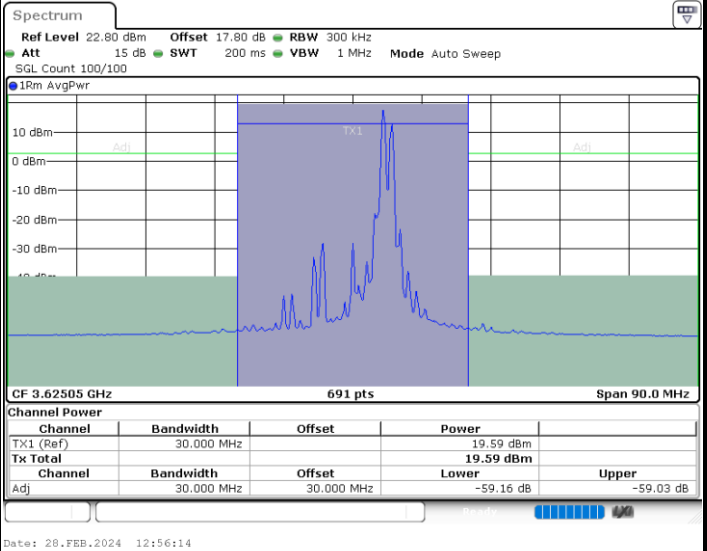 Spectrum
Ref Level 22.80 dBm Offset 17.80 dB RBW 300 kHz
Att 15 dB SWT 200 ms VBW 1 MHz Mode Auto Sweep
SGL Count 100/100
1Rm AvgPwr
10 dBm
TX1
Adj
Adj
0 dBm
-10 dBm
-20 dBm
-30 dBm
-40 dBm
CF 3.62505 GHz 691 pts Span 90.0 MHz
Channel Power
Channel Bandwidth Offset Power
TX1 (Ref) 30.000 MHz 19.59 dBm
Tx Total 19.59 dBm
Channel Bandwidth Offset Lower Upper
Adj 30.000 MHz 30.000 MHz -59.16 dB -59.03 dB
Ready
Date: 28.FEB.2024 12:56:14